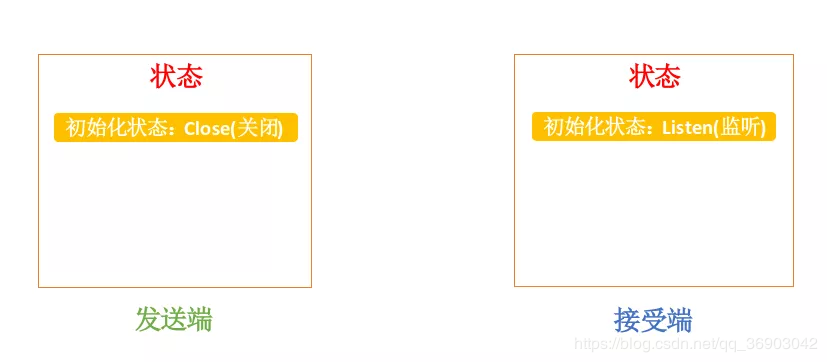 状态
状态
初始化状态：Close(关闭)
初始化状态：Listen(监听)
发送端
接受端
https://blog.csdn.net/qq_36903042